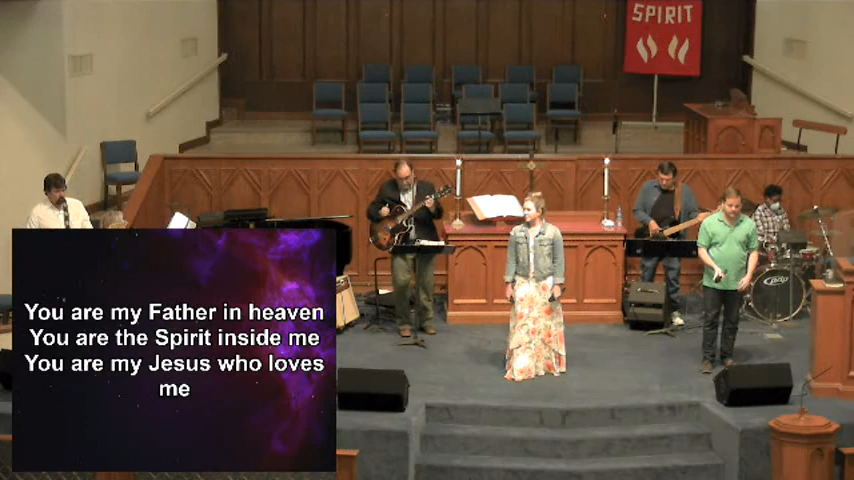 SPIRIT
You are my Father in heaven
You are the Spirit inside me
You are my Jesus who loves
me